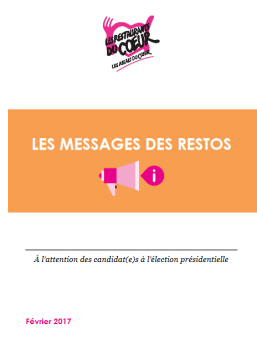 LES RESTAURANTS
DU CŒUR
LES RELAIS DU CŒUR
LES MESSAGES DES RESTOS
i
À l'attention des candidat(e)s à l'élection présidentielle
Février 2017